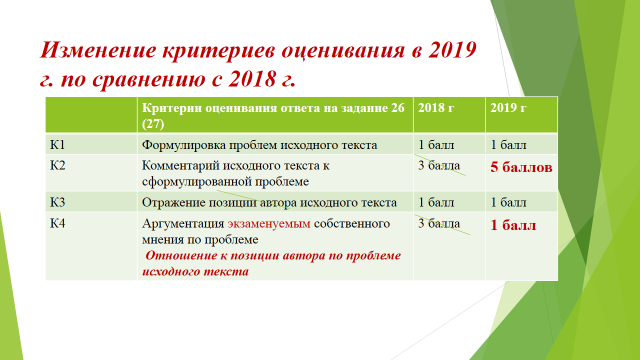 Изменение критериев оценивания в 2019
г. по сравнению с 2018 г.
Критерии оценивания ответа на задание 26 2018 г 2019 г
(27)
К1 Формулировка проблем исходного текста 1 балл 1 балл
К2 Комментарий исходного текста к 3 балла 5 баллов
сформулированной проблеме
К3 Отражение позиции автора исходного текста 1 балл 1 балл
К4 Аргументация экзаменуемым собственного 3 балла 1 балл
мнения по проблеме
Отношение к позиции автора по проблеме
исходного текста